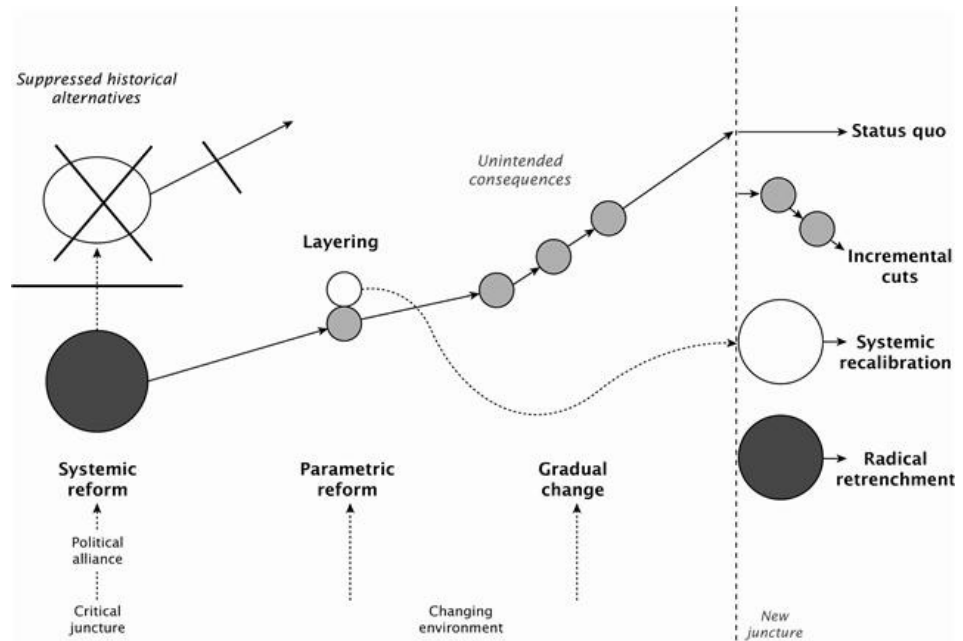 Suppressed historical
alternatives
Unintended
consequences
Layering
Status quo
Incremental
cuts
Systemic
recalibration
Radical
retrenchment
Systemic
reform
Parametric
reform
Gradual
change
Political
alliance
Critical
juncture
Changing
environment
New
juncture